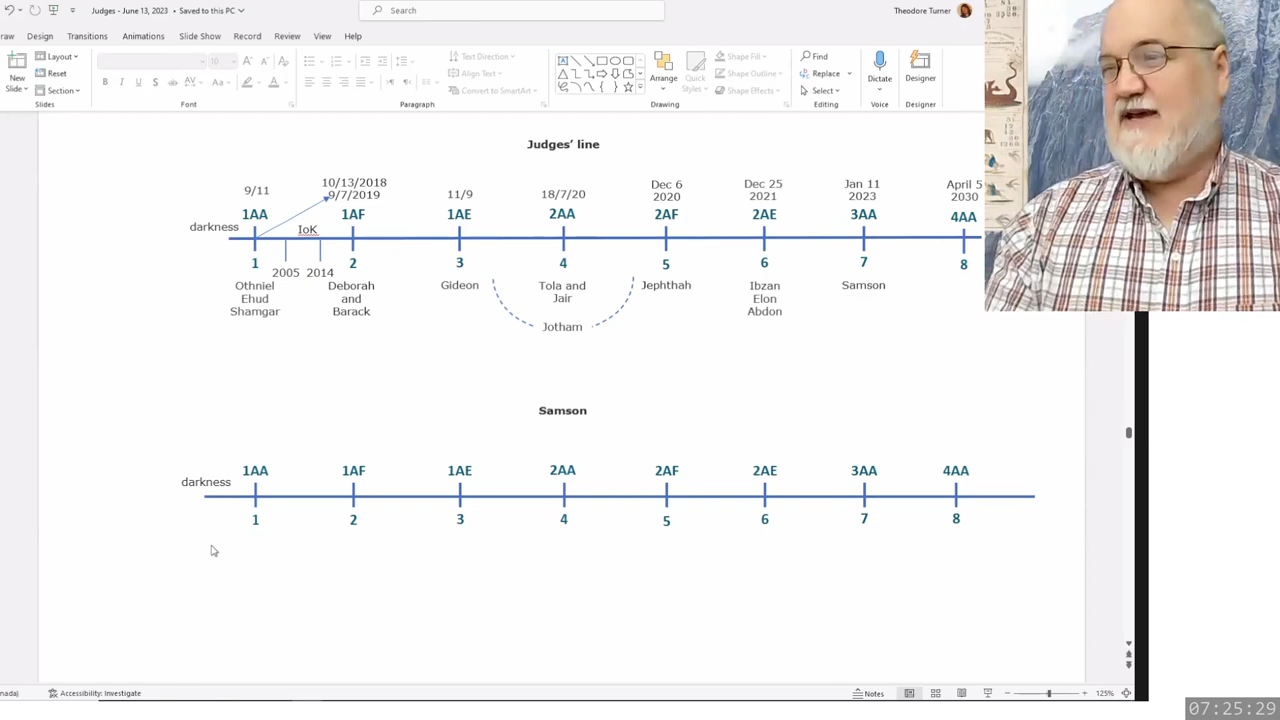 Judges - June 13, 2023 • Saved to this PC
Search
Theodore Turner
raw
Design
Transitions
Animations
Slide Show
Record
Review
View
Help
New
Slide
Layout
Reset
Section
Slides
B
I
U
S
Font
Text Direction
Align Text
Convert to SmartArt
Paragraph
Arrange
Quick
Styles
Shape Fill
Shape Outline
Shape Effects
Drawing
Find
Replace
Select
Editing
Dictate
Voice
Designer
Designer
Judges' line
9/11
10/13/2018
9/7/2019
11/9
18/7/20
Dec 6
2020
Dec 25
2021
Jan 11
2023
April 5
2030
1AA
1AF
1AE
2AA
2AF
2AE
3AA
4AA
darkness
IoK
1
2005
2014
2
3
4
5
6
7
8
Othniel
Ehud
Shamgar
Deborah
and
Barack
Gideon
Tola and
Jair
Jephthah
Ibzan
Elon
Abdon
Samson
Jotham
Samson
1AA
1AF
1AE
2AA
2AF
2AE
3AA
4AA
darkness
1
2
3
4
5
6
7
8
nada)
Accessibility: Investigate
Notes
125%
07:25:29